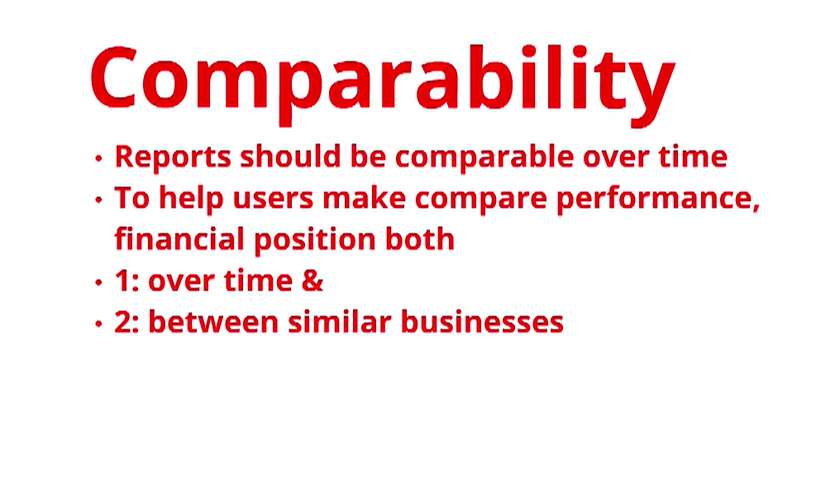 Comparability
• Reports should be comparable over time
• To help users make compare performance,
financial position both
• 1: over time &
• 2: between similar businesses